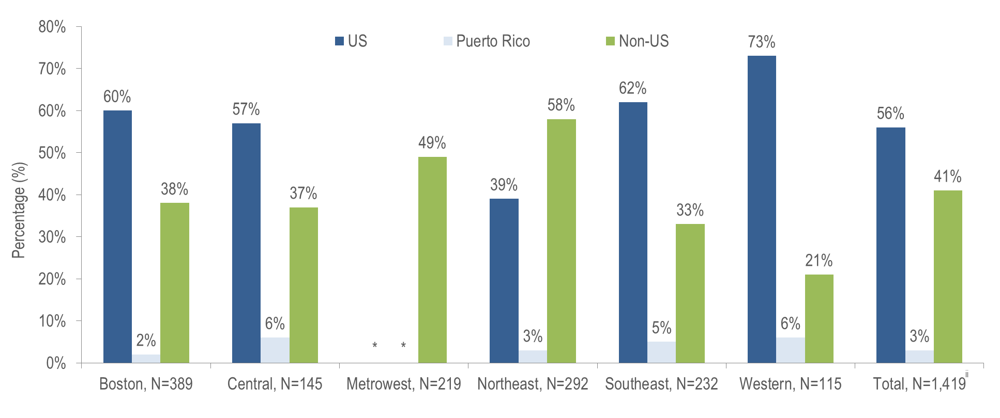 80%
70%
60%
50%
40%
30%
20%
10%
0%
Percentage (%)
US Puerto Rico Non-US
60% 2% 38%
57% 6% 37%
* * 49%
39% 3% 58%
62% 5% 33%
73% 6% 21%
56% 3% 41%
Boston, N=389 Central, N=145 Metrowest, N=219 Northeast, N=292 Southeast, N=232 Western, N=115 Total, N=1,419ii